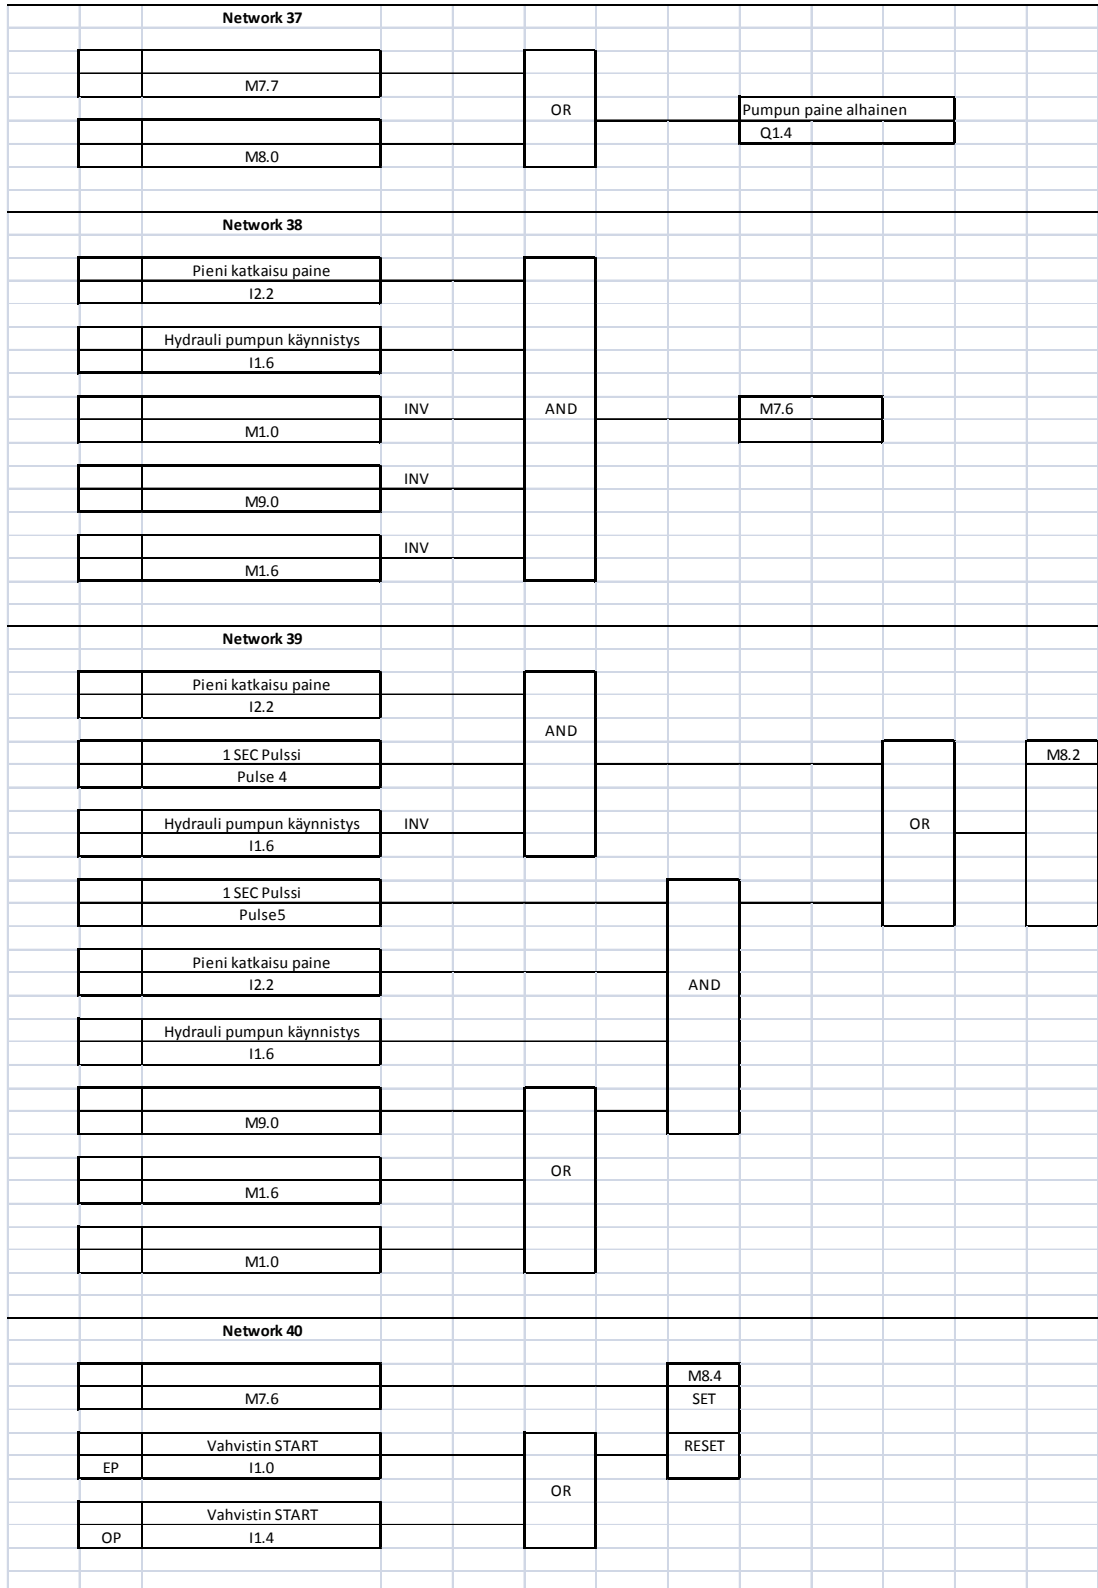 Network 37
M7.7
OR
Pumpun paine alhainen
Q1.4
M8.0
Network 38
Pieni katkaisu paine
I2.2
Hydrauli pumpun käynnistys
I1.6
INV
AND
M7.6
M1.0
INV
M9.0
INV
M1.6
Network 39
Pieni katkaisu paine
I2.2
AND
1 SEC Pulssi
M8.2
Pulse 4
Hydrauli pumpun käynnistys
INV
OR
I1.6
1 SEC Pulssi
Pulse5
Pieni katkaisu paine
I2.2
AND
Hydrauli pumpun käynnistys
I1.6
M9.0
OR
M1.6
M1.0
Network 40
M8.4
M7.6
SET
Vahvistin START
RESET
EP
I1.0
OR
Vahvistin START
OP
I1.4